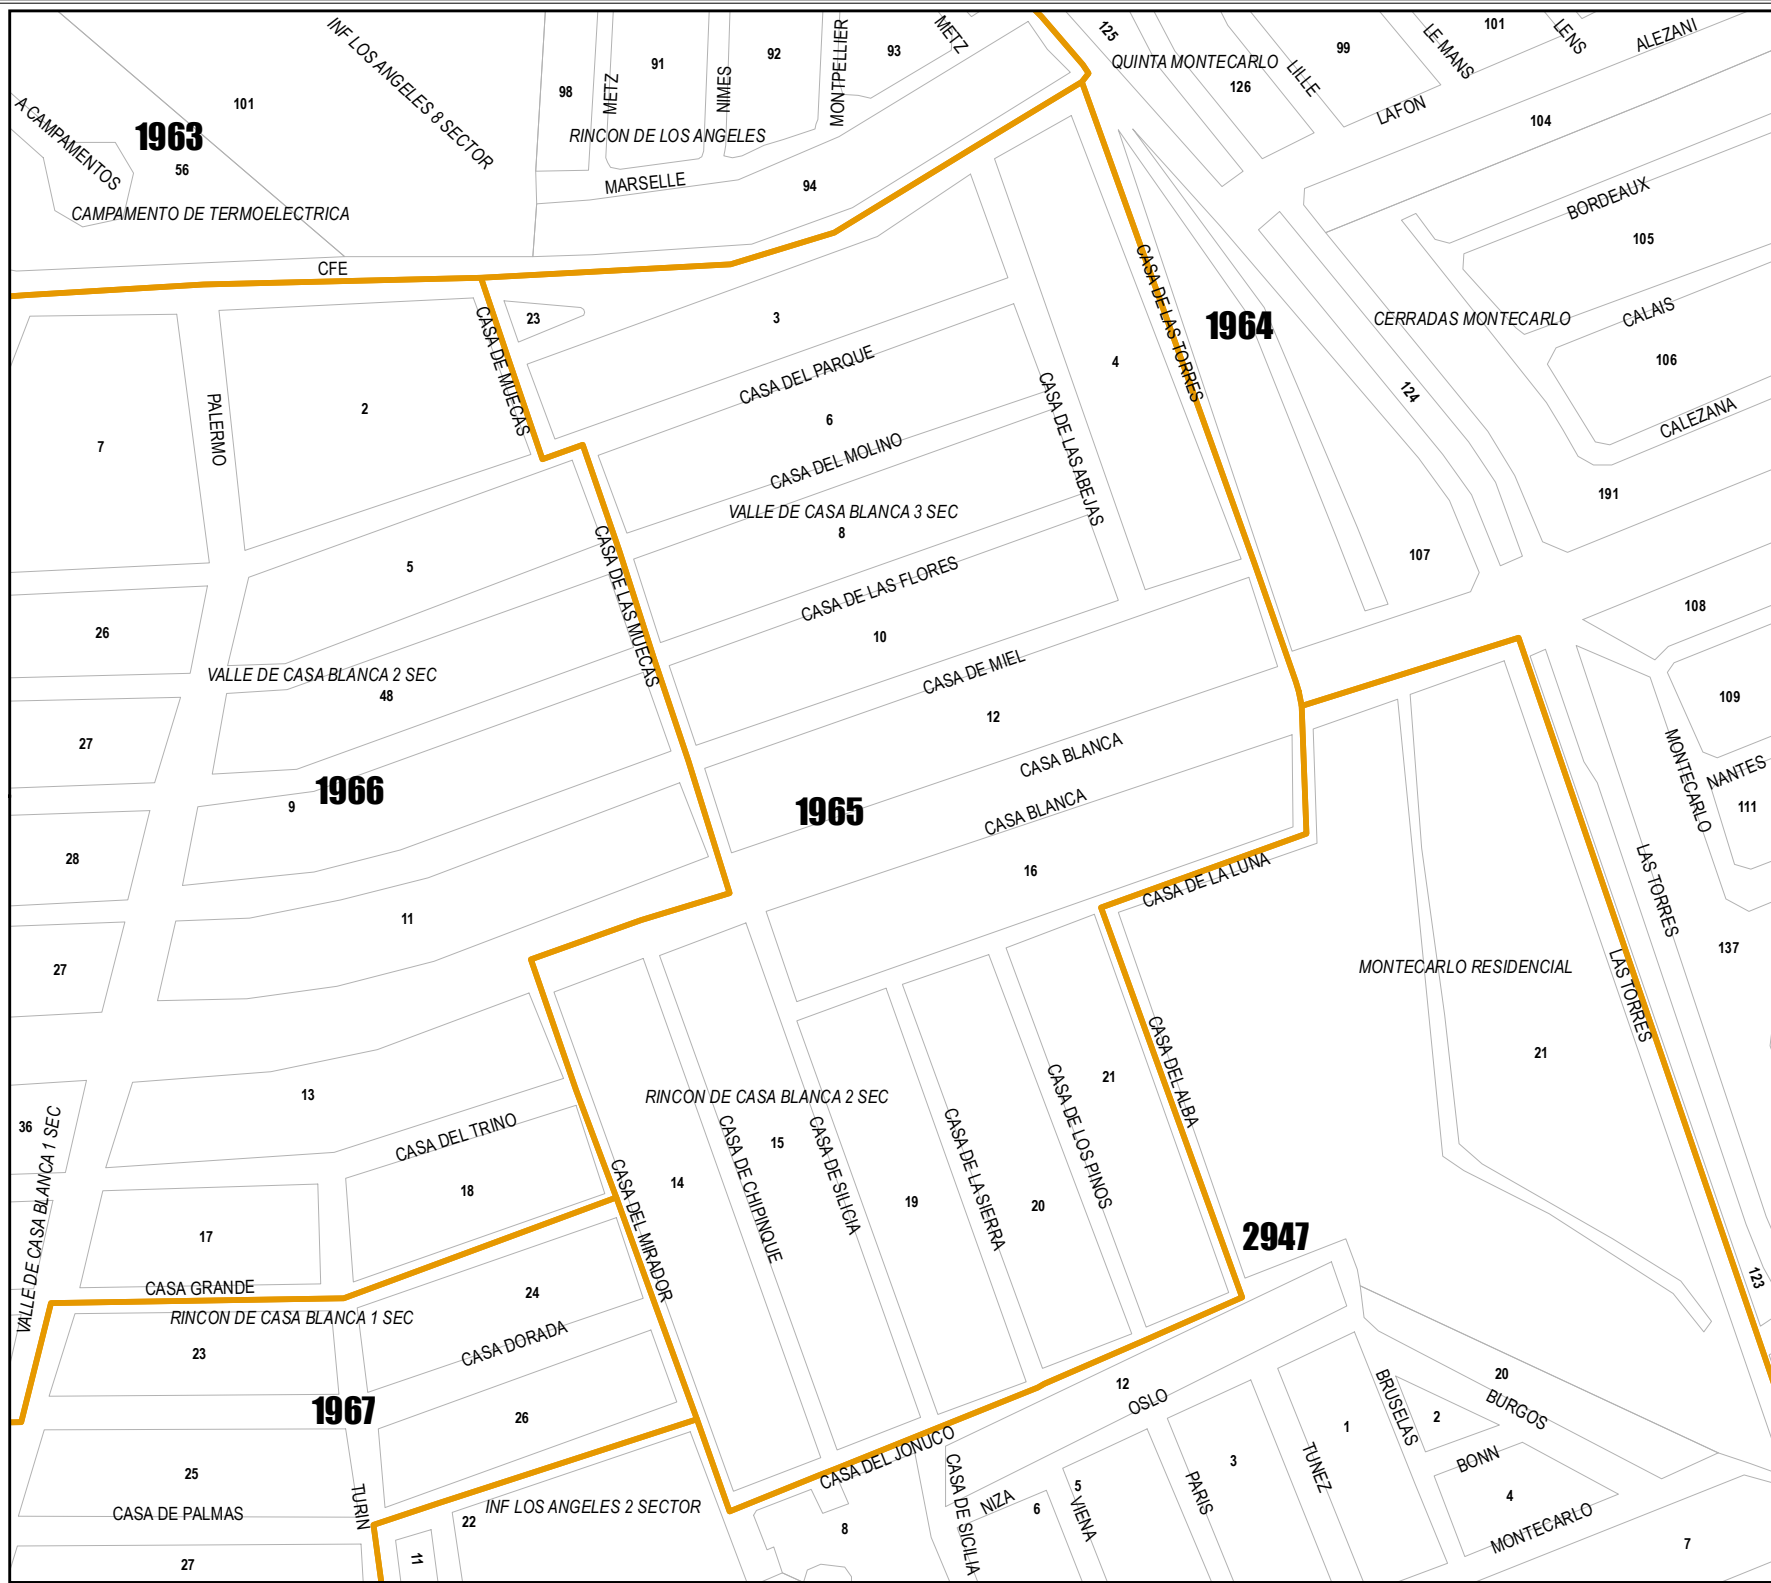 INF LOS ANGELES 8 SECTOR
METZ
125
101
LENS
ALEZANI
101
98
METZ
91
NIMES
92
MONTPELLIER
93
QUINTA MONTECARLO
126
LILLE
99
LE MANS
LAFON
104
A CAMPAMENTOS
1963
56
CAMPAMENTO DE TERMOELECTRICA
RINCON DE LOS ANGELES
MARSELLE
94
BORDEAUX
105
CFE
CASA DE MUECAS
23
3
CASA DE LAS TORRES
1964
CERRADAS MONTECARLO
CALAIS
106
124
CALEZANA
7
PALERMO
2
CASA DEL PARQUE
6
CASA DE LAS ABEJAS
4
CASA DEL MOLINO
VALLE DE CASA BLANCA 3 SEC
8
191
107
5
CASA DE LAS MUECAS
CASA DE LAS FLORES
10
108
26
VALLE DE CASA BLANCA 2 SEC
48
CASA DE MIEL
12
109
27
CASA BLANCA
MONTECARLO
NANTES
111
9
1966
1965
CASA BLANCA
28
16
CASA DE LA LUNA
LAS TORRES
11
27
MONTECARLO RESIDENCIAL
LAS TORRES
137
21
13
RINCON DE CASA BLANCA 2 SEC
CASA DEL ALBA
21
36
VALLE DE CASA BLANCA 1 SEC
CASA DEL TRINO
18
CASA DEL MIRADOR
14
CASA DE CHIPINQUE
15
CASA DE SILICIA
19
CASA DE LA SIERRA
20
CASA DE LOS PINOS
17
2947
123
CASA GRANDE
RINCON DE CASA BLANCA 1 SEC
24
23
CASA DORADA
1967
26
12
OSLO
BRUSELAS
20
BURGOS
2
1
TUNEZ
BONN
4
MONTECARLO
7
25
CASA DE PALMAS
TURIN
CASA DEL JONUCO
CASA DE SICILIA
NIZA
5
VIENA
6
PARIS
3
22
INF LOS ANGELES 2 SECTOR
8
11
27